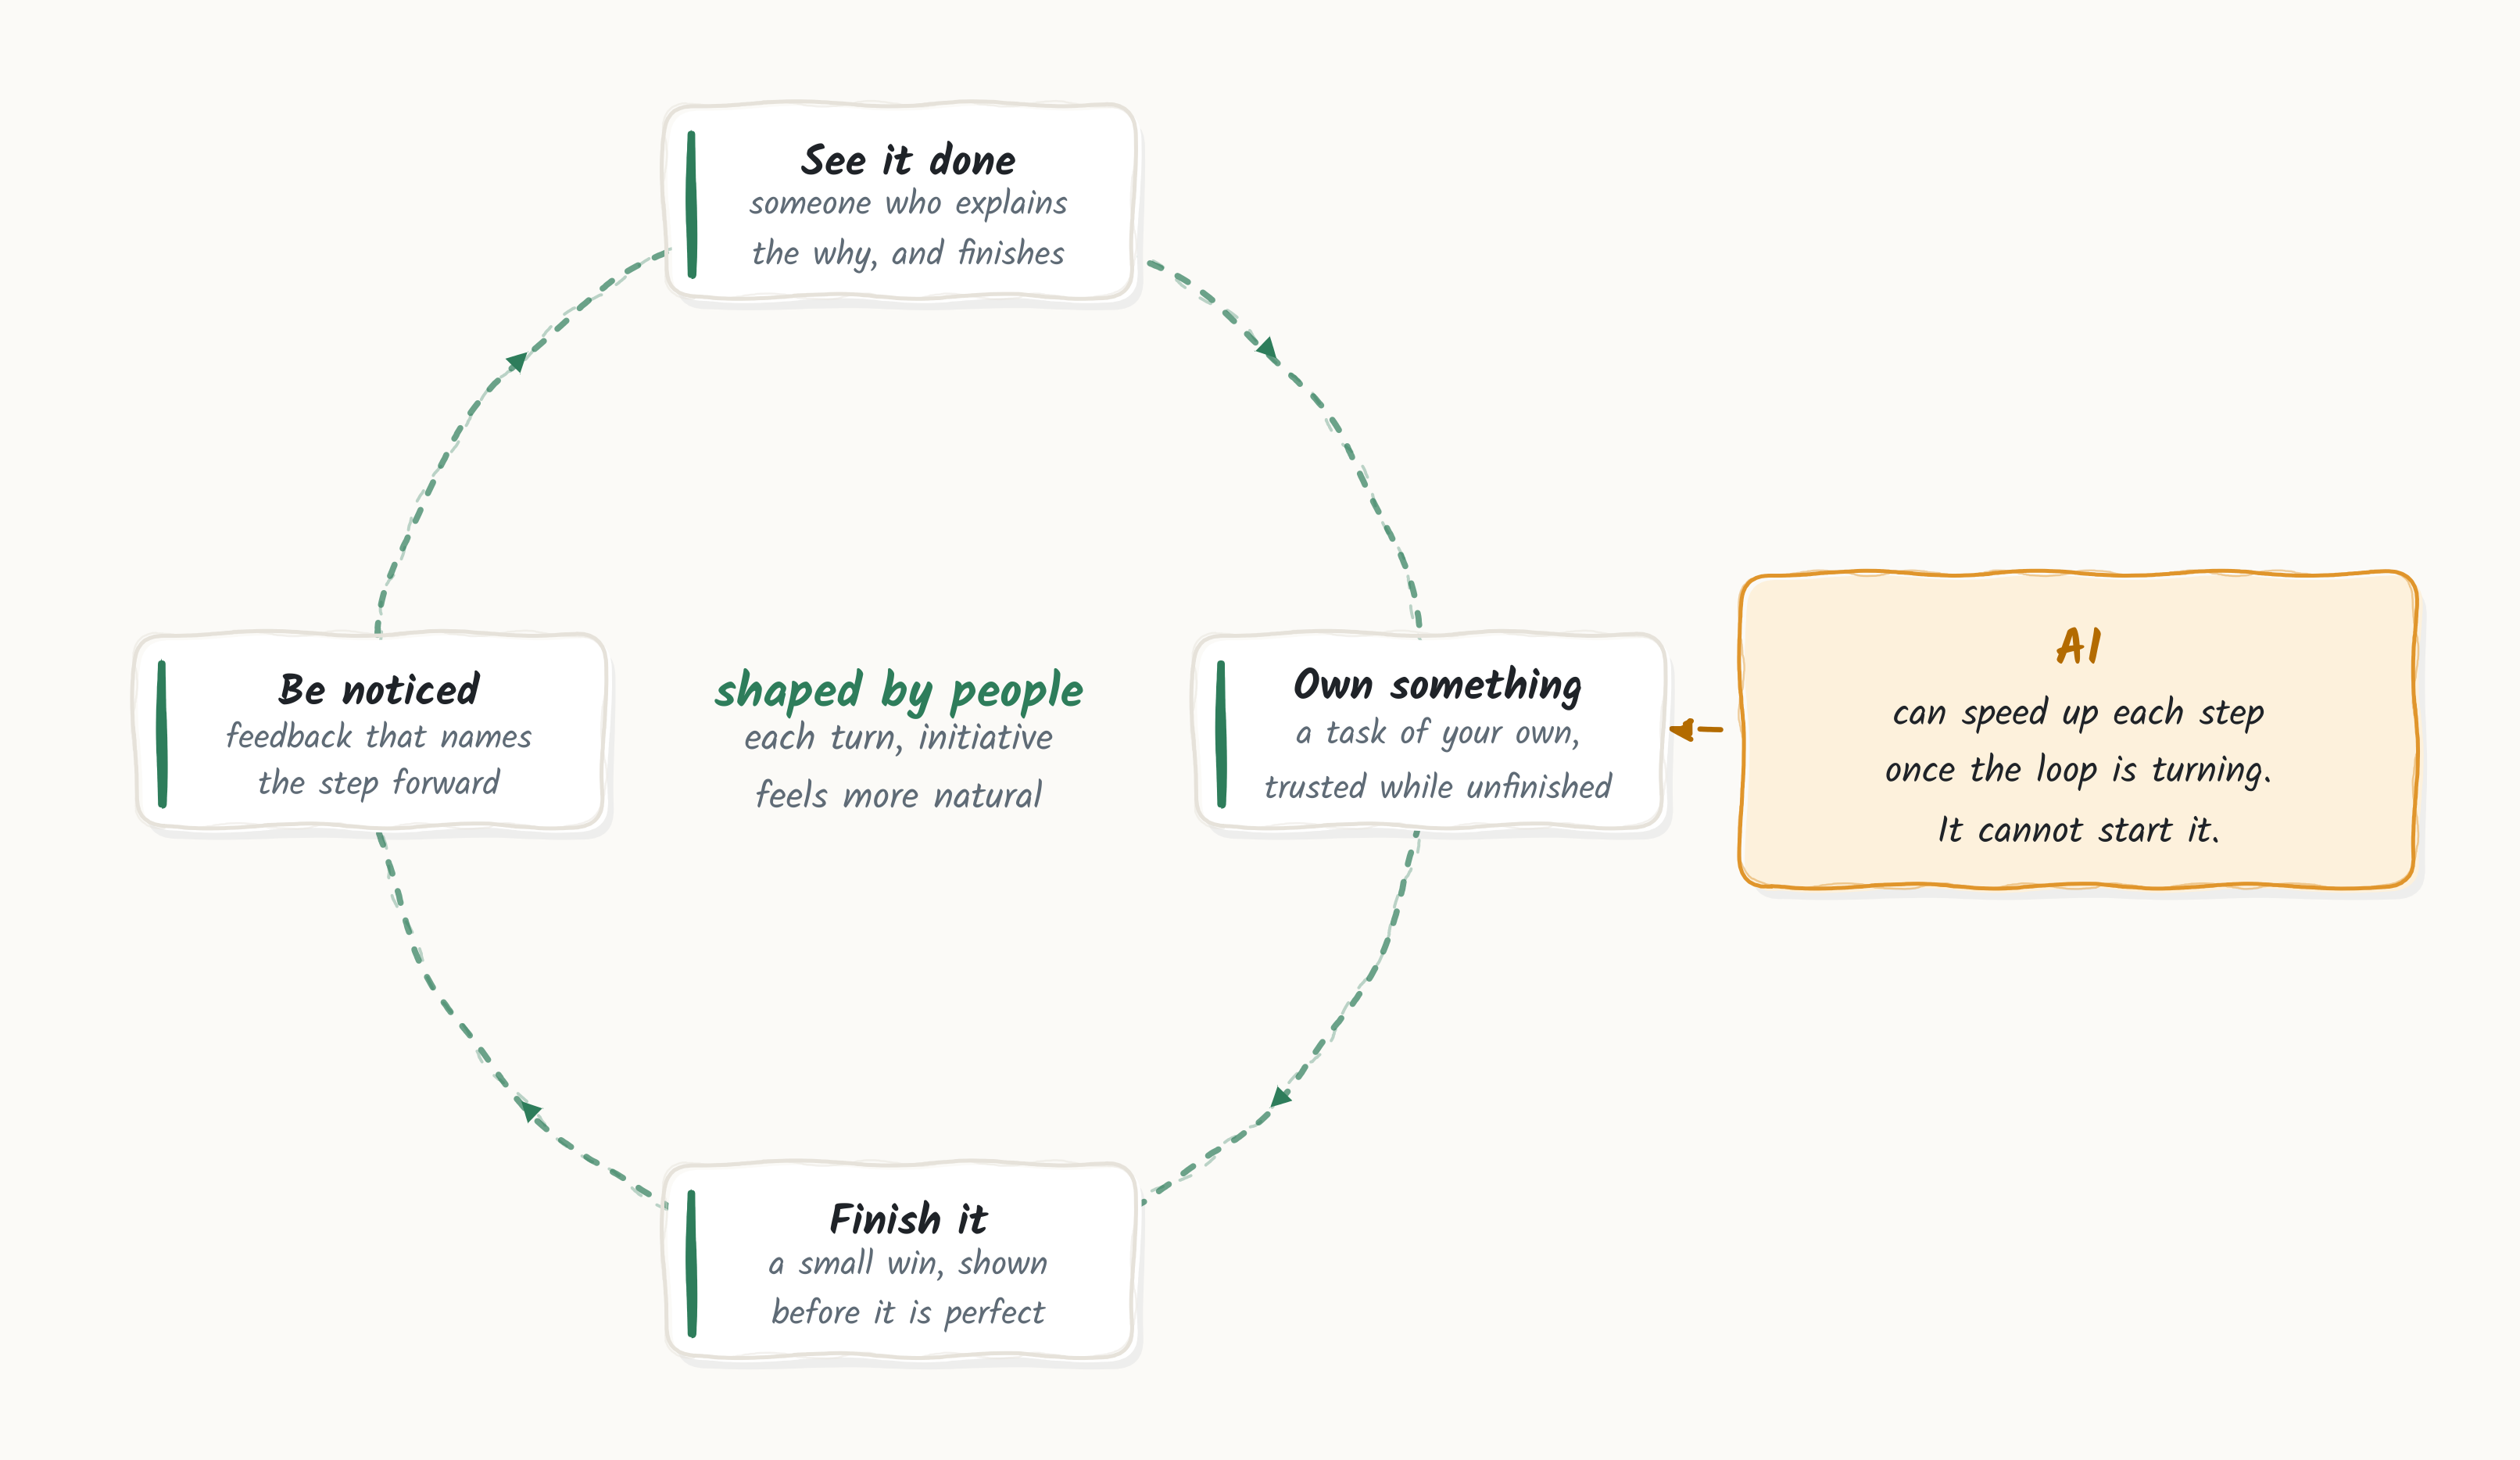 See it done
someone who explains
the why, and finishes
Be noticed
feedback that names
the step forward
shaped by people
each turn, initiative
feels more natural
Own something
a task of your own,
trusted while unfinished
AI
can speed up each step
once the loop is turning.
It cannot start it.
Finish it
a small win, shown
before it is perfect